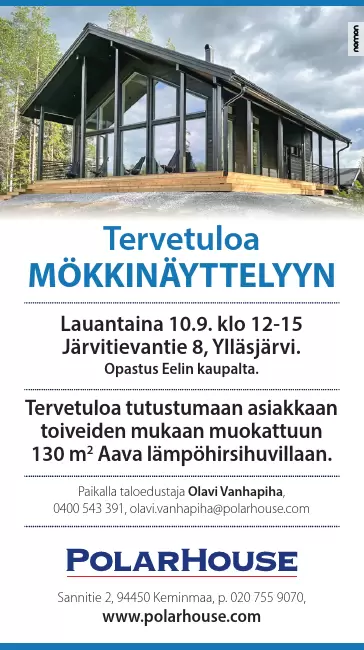 nemen
Tervetuloa
MÖKKINÄYTTELYYN
Lauantaina 10.9. klo 12-15
Järvitievantie 8, Ylläsjärvi.
Opastus Eelin kaupalta.
Tervetuloa tutustumaan asiakkaan
toiveiden mukaan muokattuun
130 m² Aava lämpöhirsihuvillaan.
Paikalla taloedustaja Olavi Vanhapiha,
0400 543 391, olavi.vanhapiha@polarhouse.com
POLARHOUSE
Sannitie 2, 94450 Keminmaa, p. 020 755 9070,
www.polarhouse.com